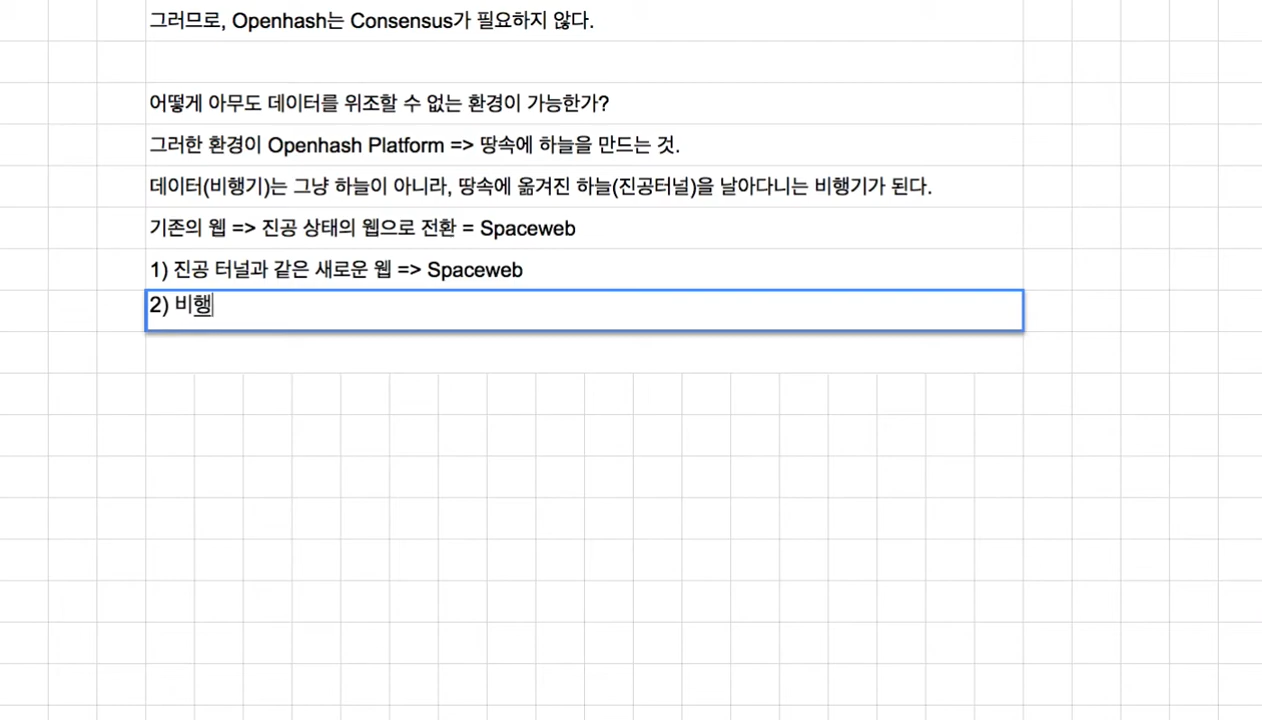 그러므로, Openhash는 Consensus가 필요하지 않다.
어떻게 아무도 데이터를 위조할 수 없는 환경이 가능한가?
그러한 환경이 Openhash Platform => 땅속에 하늘을 만드는 것.
데이터(비행기)는 그냥 하늘이 아니라, 땅속에 옮겨진 하늘(진공터널)을 날아다니는 비행기가 된다.
기존의 웹 => 진공 상태의 웹으로 전환 = Spaceweb
1) 진공 터널과 같은 새로운 웹 => Spaceweb
2) 비행